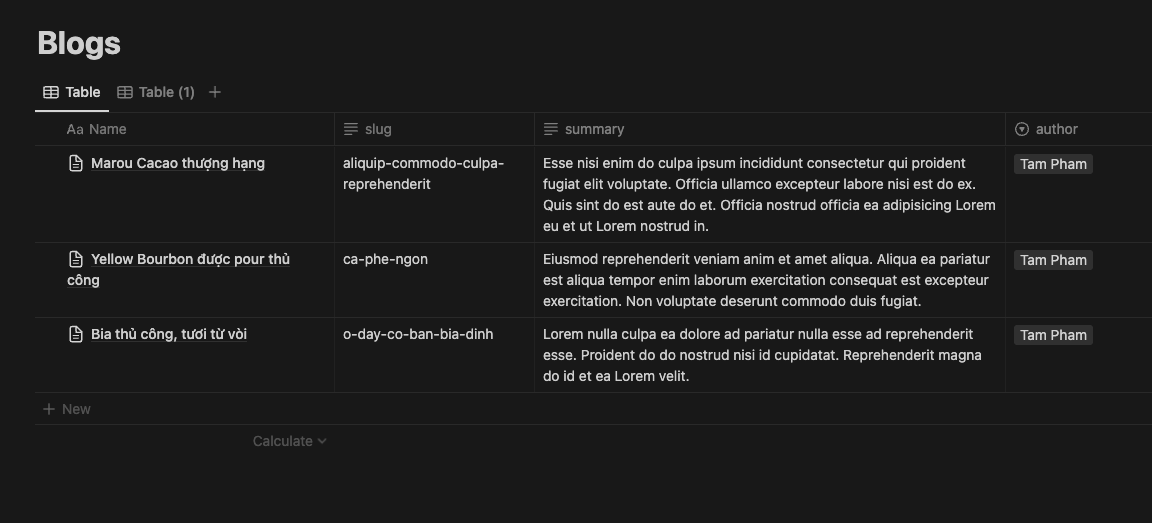 Blogs
Table Table (1)
Aa Name slug summary author
Marou Cacao thượng hạng
aliquip-commodo-culpa-
reprehenderit
Esse nisi enim do culpa ipsum incididunt consectetur qui proident
fugiat elit voluptate. Officia ullamco excepteur labore nisi est do ex.
Quis sint do est aute do et. Officia nostrud officia ea adipisicing Lorem
eu et ut Lorem nostrud in.
Tam Pham
Yellow Bourbon được pour thủ
công
ca-phe-ngon
Eiusmod reprehenderit veniam anim et amet aliqua. Aliqua ea pariatur
est aliqua tempor enim laborum exercitation consequat est excepteur
exercitation. Non voluptate deserunt commodo duis fugiat.
Tam Pham
Bia thủ công, tươi từ vòi
o-day-co-ban-bia-dinh
Lorem nulla culpa ea dolore ad pariatur nulla esse ad reprehenderit
esse. Proident do do nostrud nisi id cupidatat. Reprehenderit magna
do id et ea Lorem velit.
Tam Pham
New
Calculate